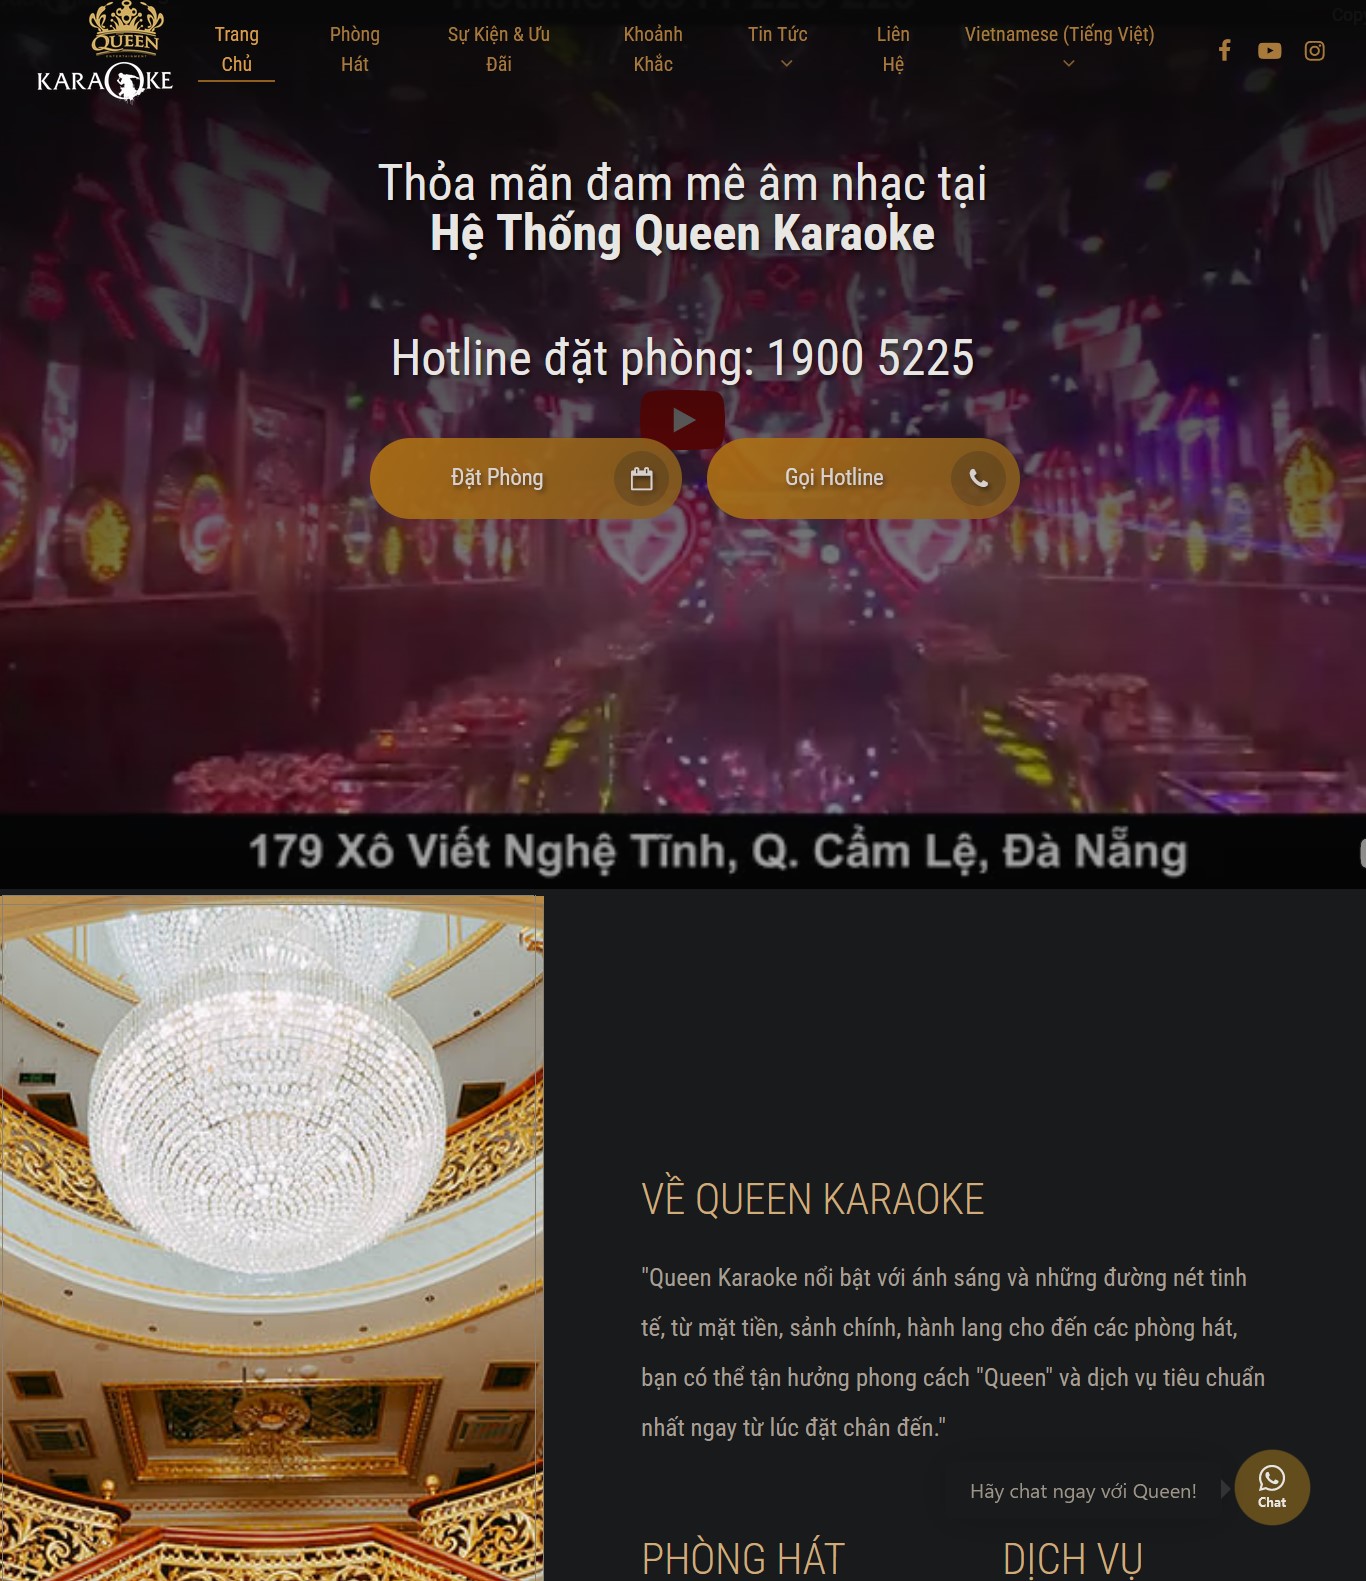 QUEEN
ENTERTAINMENT
KARAOKE
Trang Chủ
Phòng Hát
Sự Kiện & Ưu Đãi
Khoảnh Khắc
Tin Tức
Liên Hệ
Vietnamese (Tiếng Việt)
Thỏa mãn đam mê âm nhạc tại
Hệ Thống Queen Karaoke
Hotline đặt phòng: 1900 5225
Đặt Phòng
Gọi Hotline
179 Xô Viết Nghệ Tĩnh, Q. Cẩm Lệ, Đà Nẵng
VỀ QUEEN KARAOKE
"Queen Karaoke nổi bật với ánh sáng và những đường nét tinh
tế, từ mặt tiền, sảnh chính, hành lang cho đến các phòng hát,
bạn có thể tận hưởng phong cách "Queen" và dịch vụ tiêu chuẩn
nhất ngay từ lúc đặt chân đến."
Hãy chat ngay với Queen!
Chat
PHÒNG HÁT
DỊCH VỤ